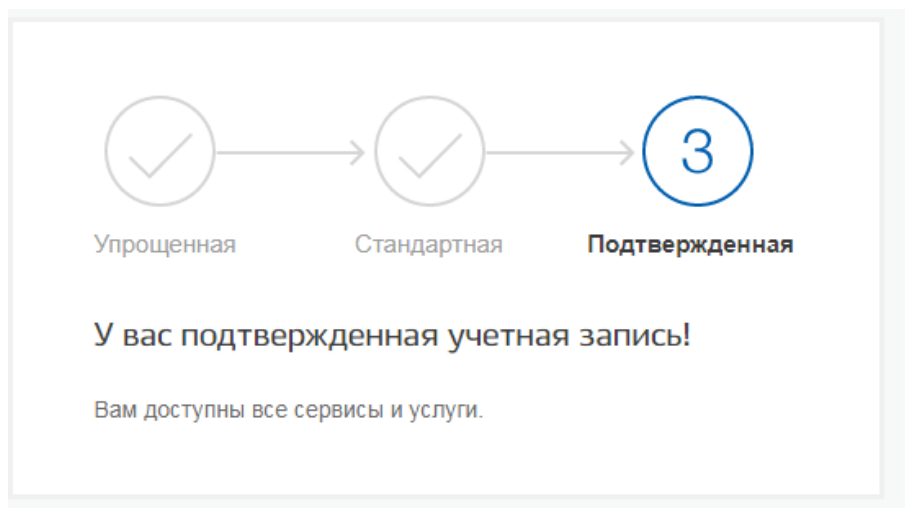 3
Упрощенная Стандартная Подтвержденная
У вас подтвержденная учетная запись!
Вам доступны все сервисы и услуги.